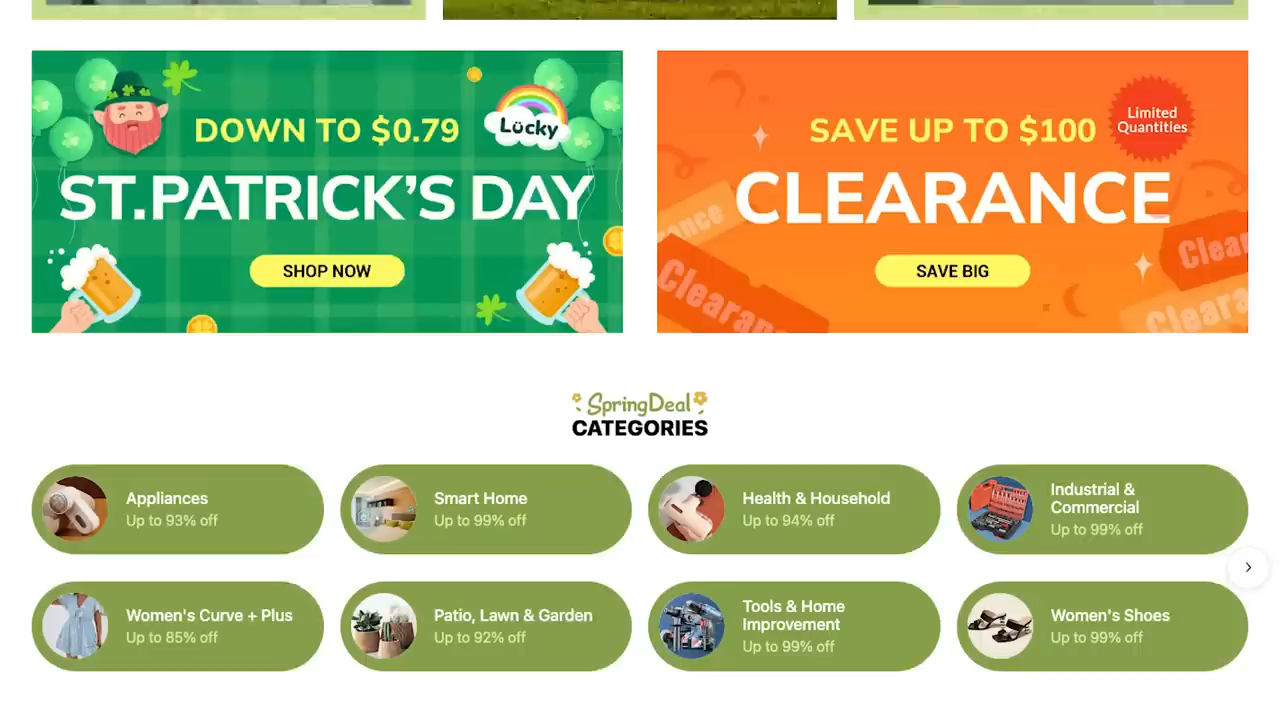 DOWN TO $0.79
Lucky
ST.PATRICK'S DAY
SHOP NOW
SAVE UP TO $100
Limited
Quantities
CLEARANCE
SAVE BIG
Clearance
SpringDeal
CATEGORIES
Appliances
Up to 93% off
Smart Home
Up to 99% off
Health & Household
Up to 94% off
Industrial &
Commercial
Up to 99% off
Women's Curve + Plus
Up to 85% off
Patio, Lawn & Garden
Up to 92% off
Tools & Home
Improvement
Up to 99% off
Women's Shoes
Up to 99% off